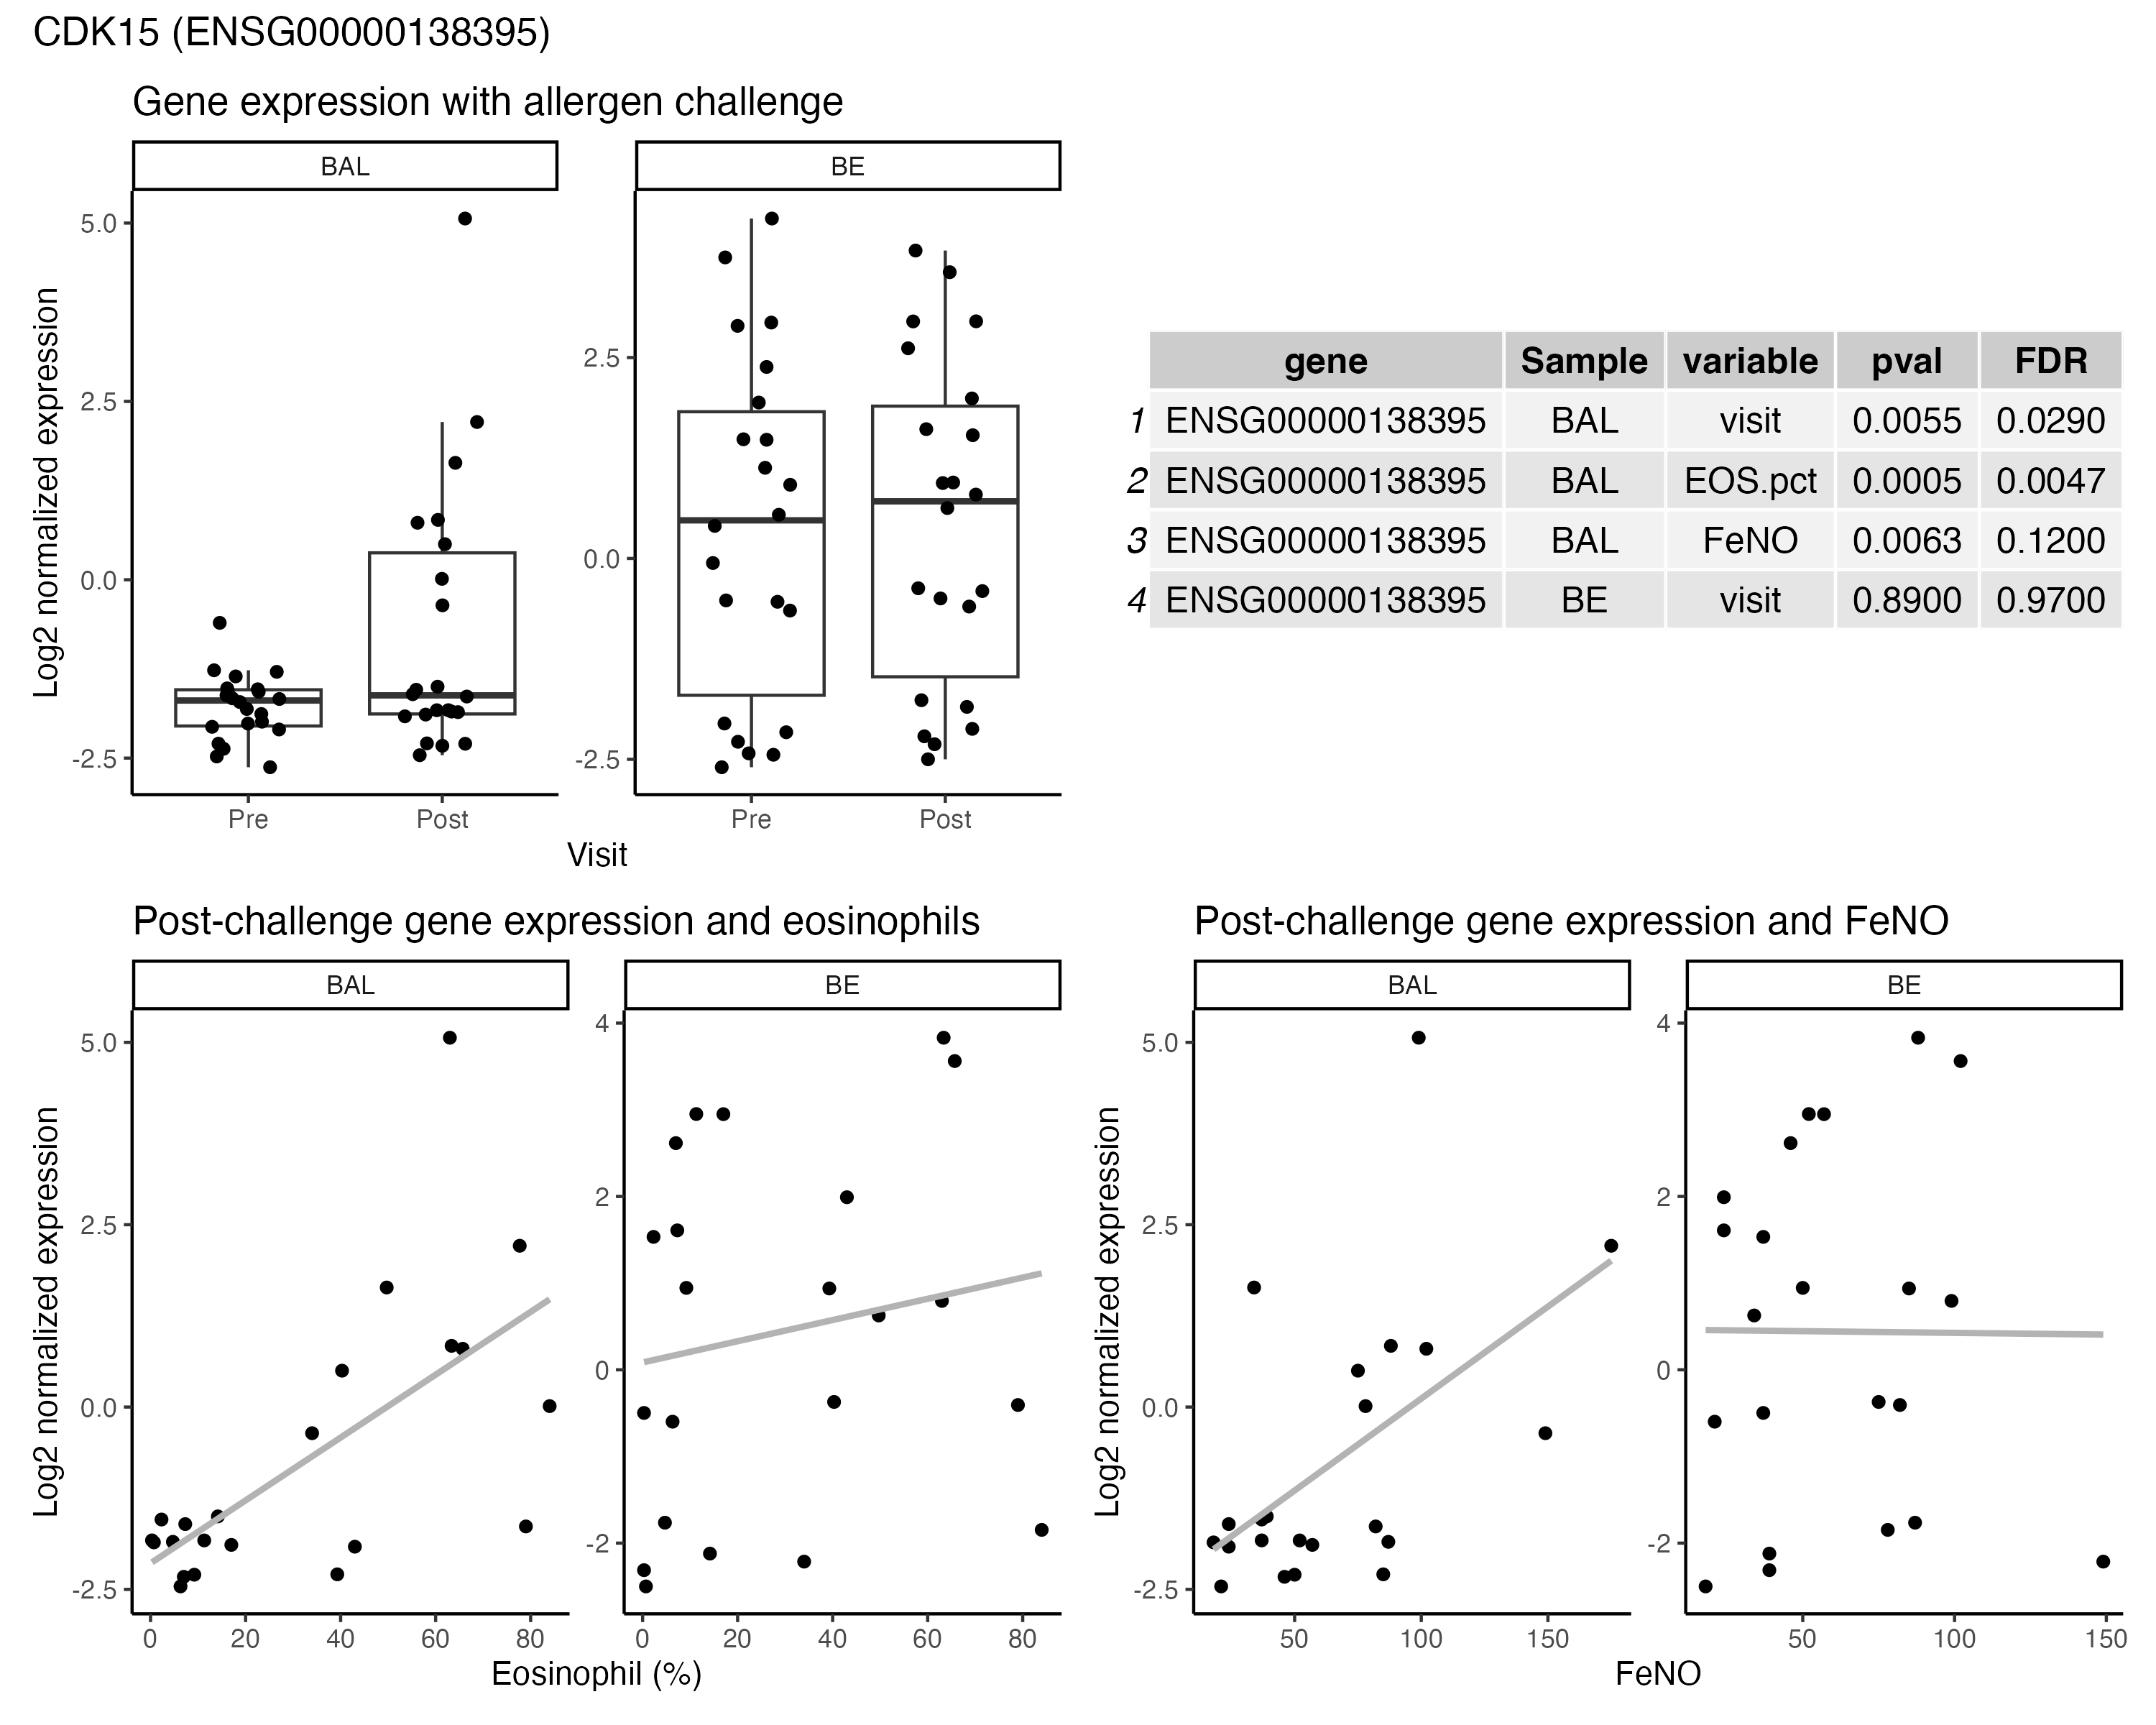 CDK15 (ENSG00000138395)
Gene expression with allergen challenge
BAL
BE
Log2 normalized expression
5.0
2.5
0.0
-2.5
2.5
0.0
-2.5
Pre
Post
Pre
Post
Visit
gene Sample variable pval FDR
1 ENSG00000138395 BAL visit 0.0055 0.0290
2 ENSG00000138395 BAL EOS.pct 0.0005 0.0047
3 ENSG00000138395 BAL FeNO 0.0063 0.1200
4 ENSG00000138395 BE visit 0.8900 0.9700
Post-challenge gene expression and eosinophils
BAL
BE
Log2 normalized expression
5.0
2.5
0.0
-2.5
4
2
0
-2
0 20 40 60 80
0 20 40 60 80
Eosinophil (%)
Post-challenge gene expression and FeNO
BAL
BE
Log2 normalized expression
5.0
2.5
0.0
-2.5
4
2
0
-2
50 100 150
50 100 150
FeNO